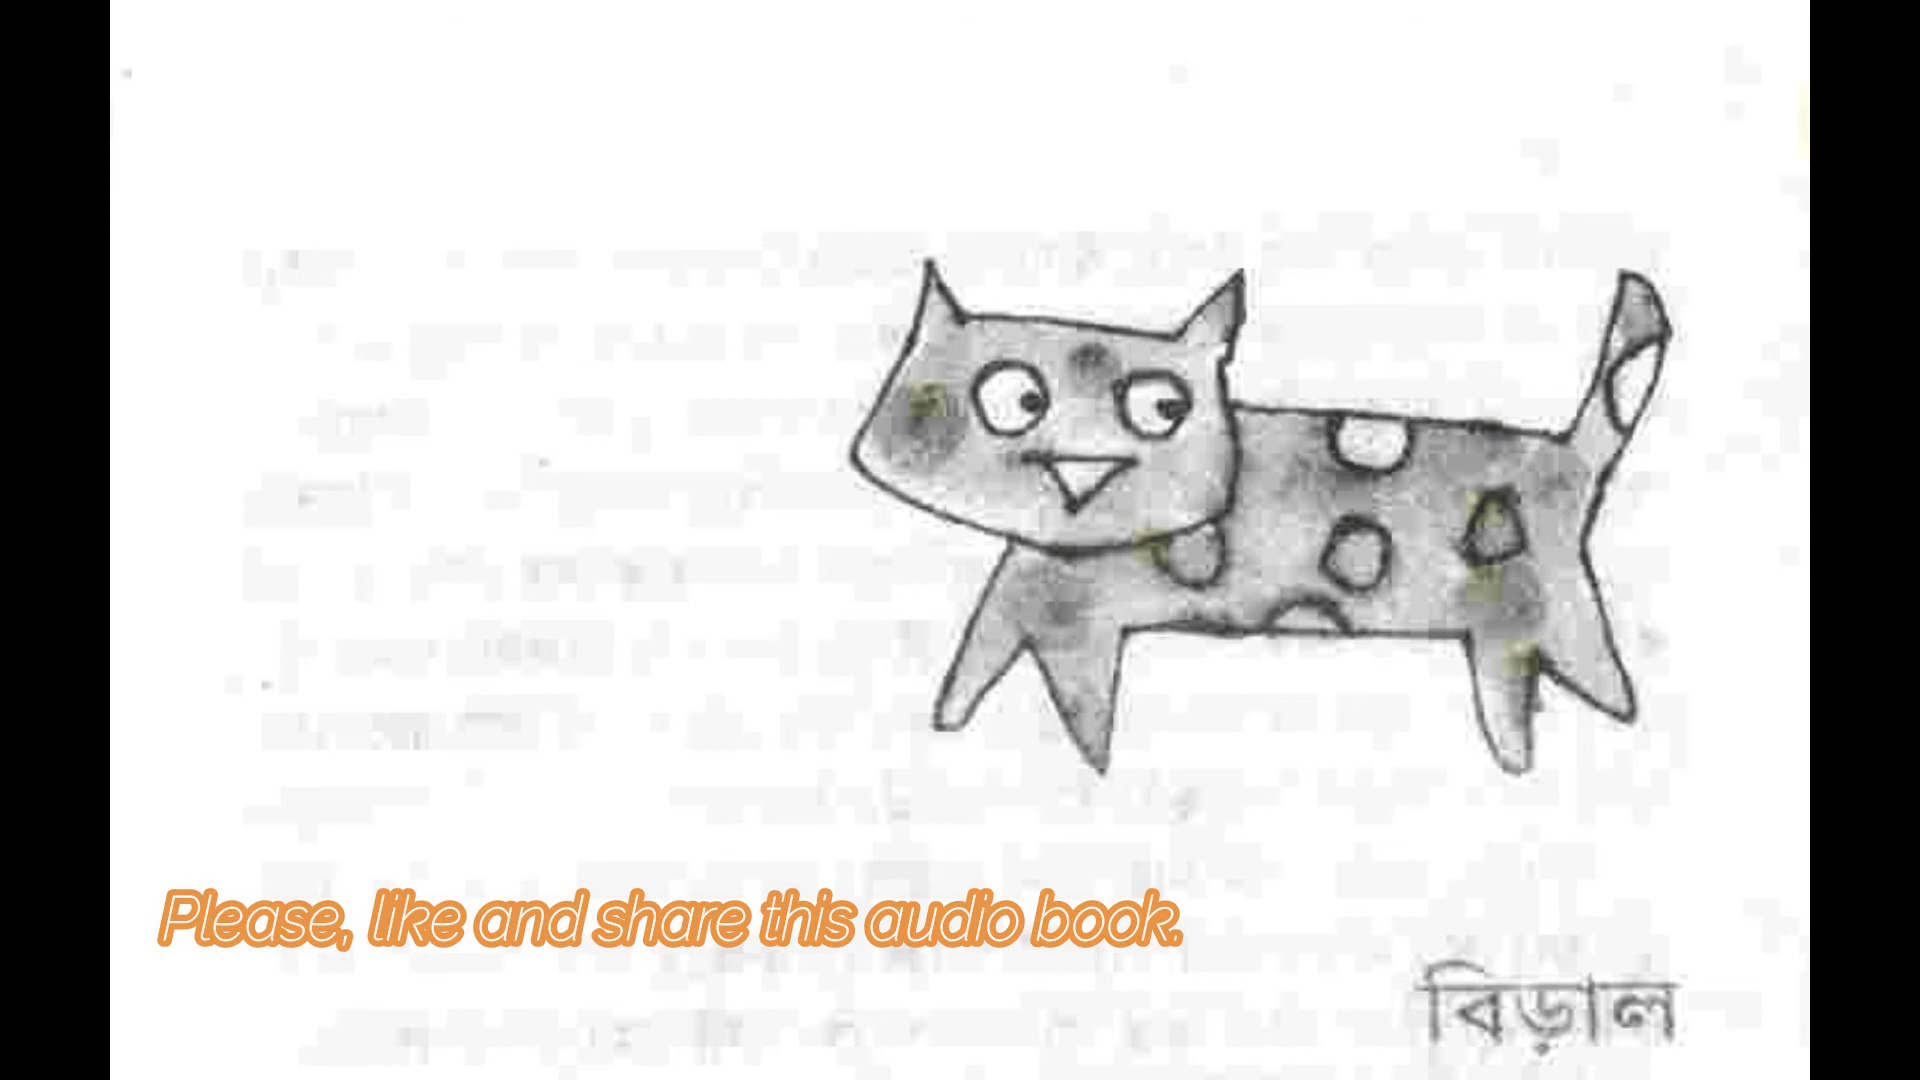 Please, like and share this audio book.
বিড়াল